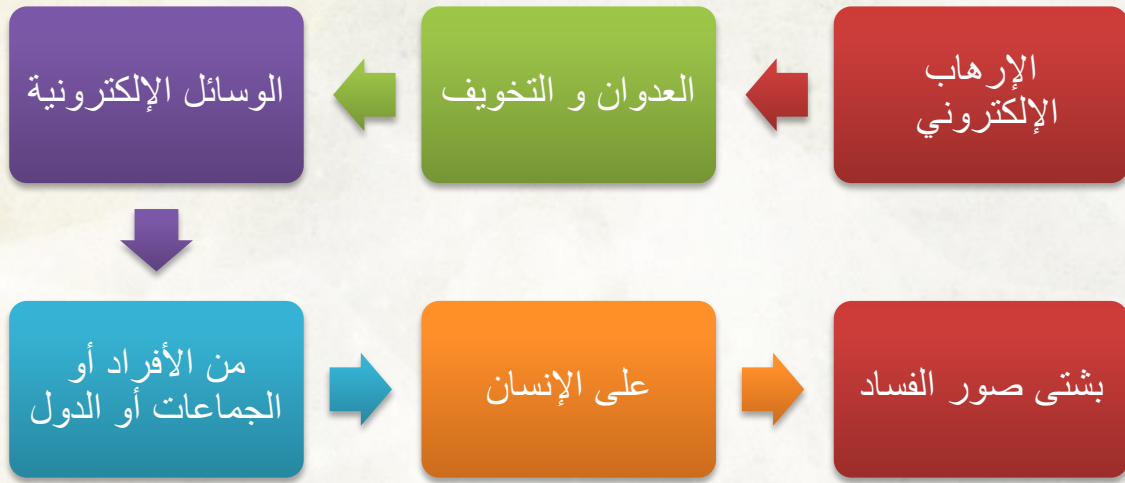 الإرهاب
الإلكتروني
العدوان و التخويف
الوسائل الإلكترونية
من الأفراد أو
الجماعات أو الدول
على الإنسان
بشتى صور الفساد